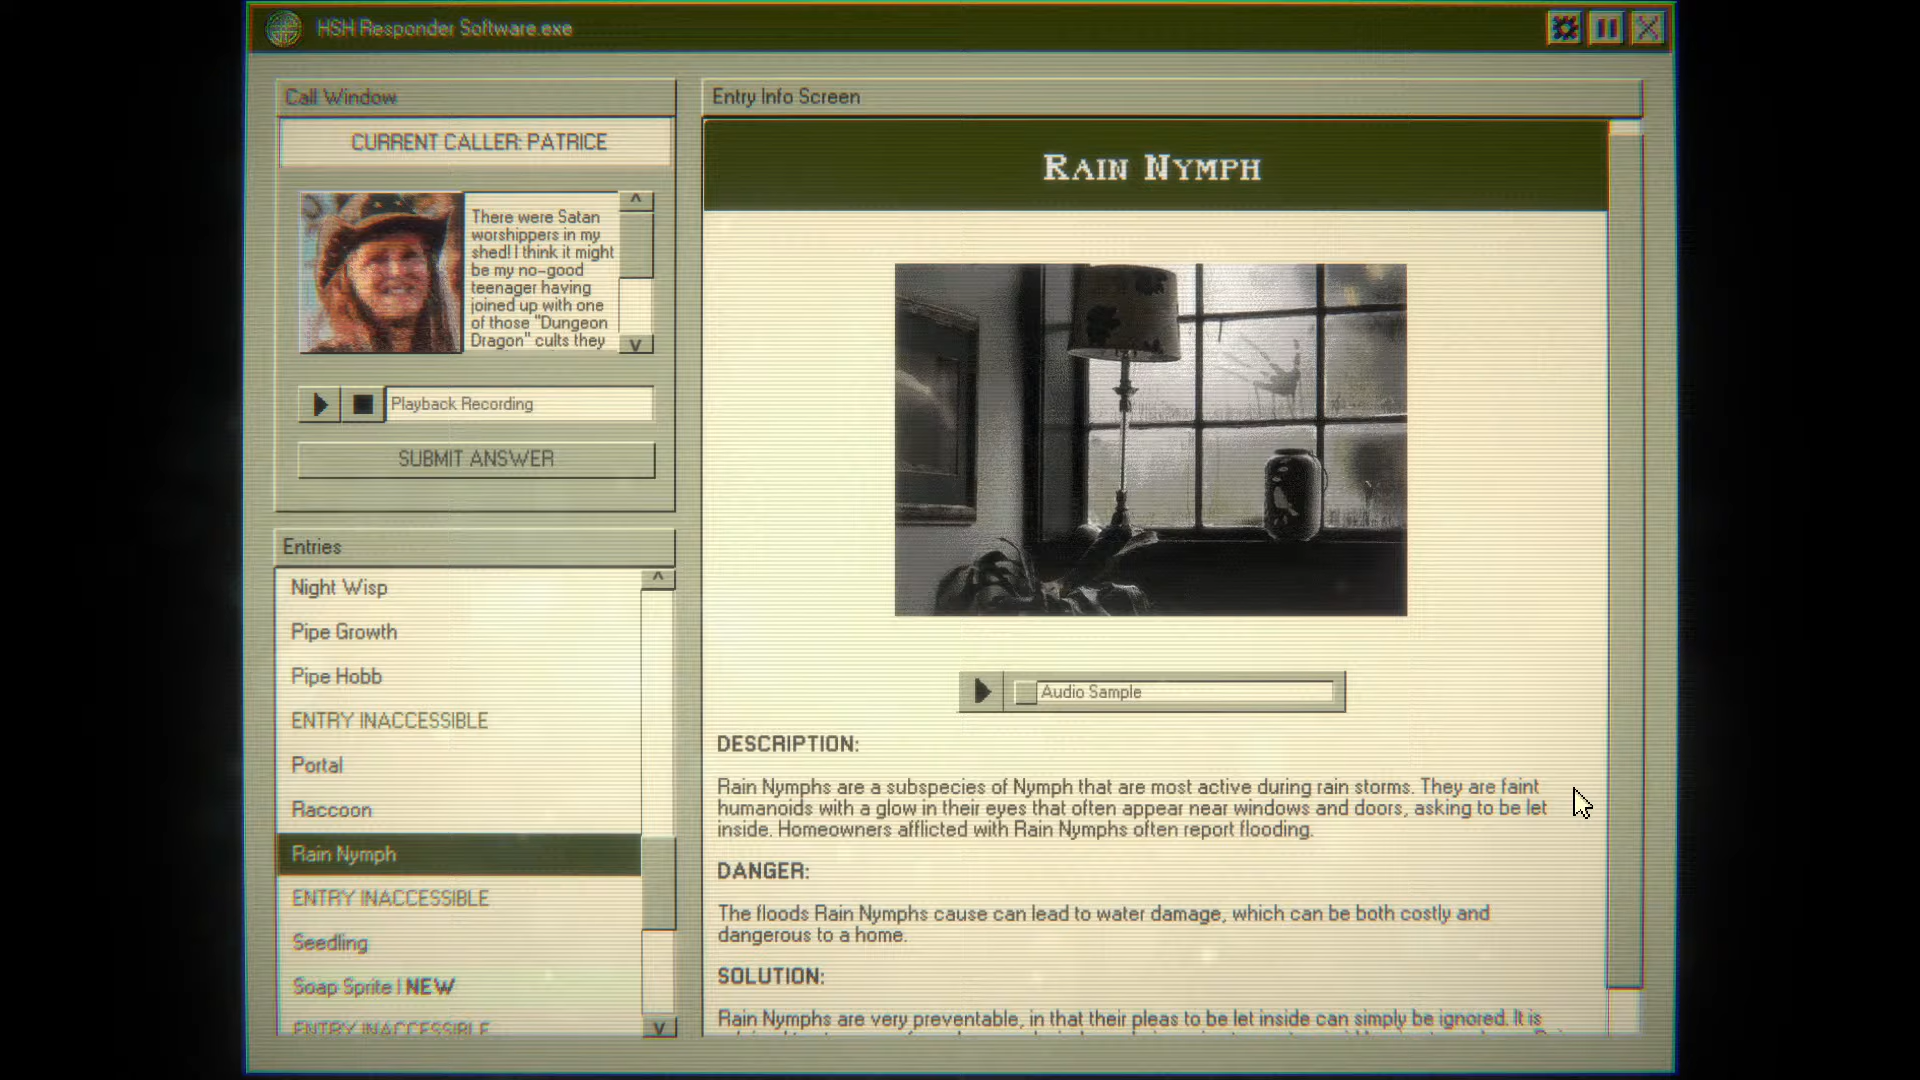 HSH Responder Software.exe
Call Window
CURRENT CALLER: PATRICE
There were Satan
worshippers in my
shed! I think it might
be my no-good
teenager having
joined up with one
of those "Dungeon
Dragon" cults they
Playback Recording
SUBMIT ANSWER
Entries
Night Wisp
Pipe Growth
Pipe Hobb
ENTRY INACCESSIBLE
Portal
Raccoon
Rain Nymph
ENTRY INACCESSIBLE
Seedling
Soap Sprite | NEW
ENTRY INACCESSIBLE
Entry Info Screen
RAIN NYMPH
Audio Sample
DESCRIPTION:
Rain Nymphs are a subspecies of Nymph that are most active during rain storms. They are faint
humanoids with a glow in their eyes that often appear near windows and doors, asking to be let
inside. Homeowners afflicted with Rain Nymphs often report flooding.
DANGER:
The floods Rain Nymphs cause can lead to water damage, which can be both costly and
dangerous to a home.
SOLUTION:
Rain Nymphs are very preventable, in that their pleas to be let inside can simply be ignored. It is